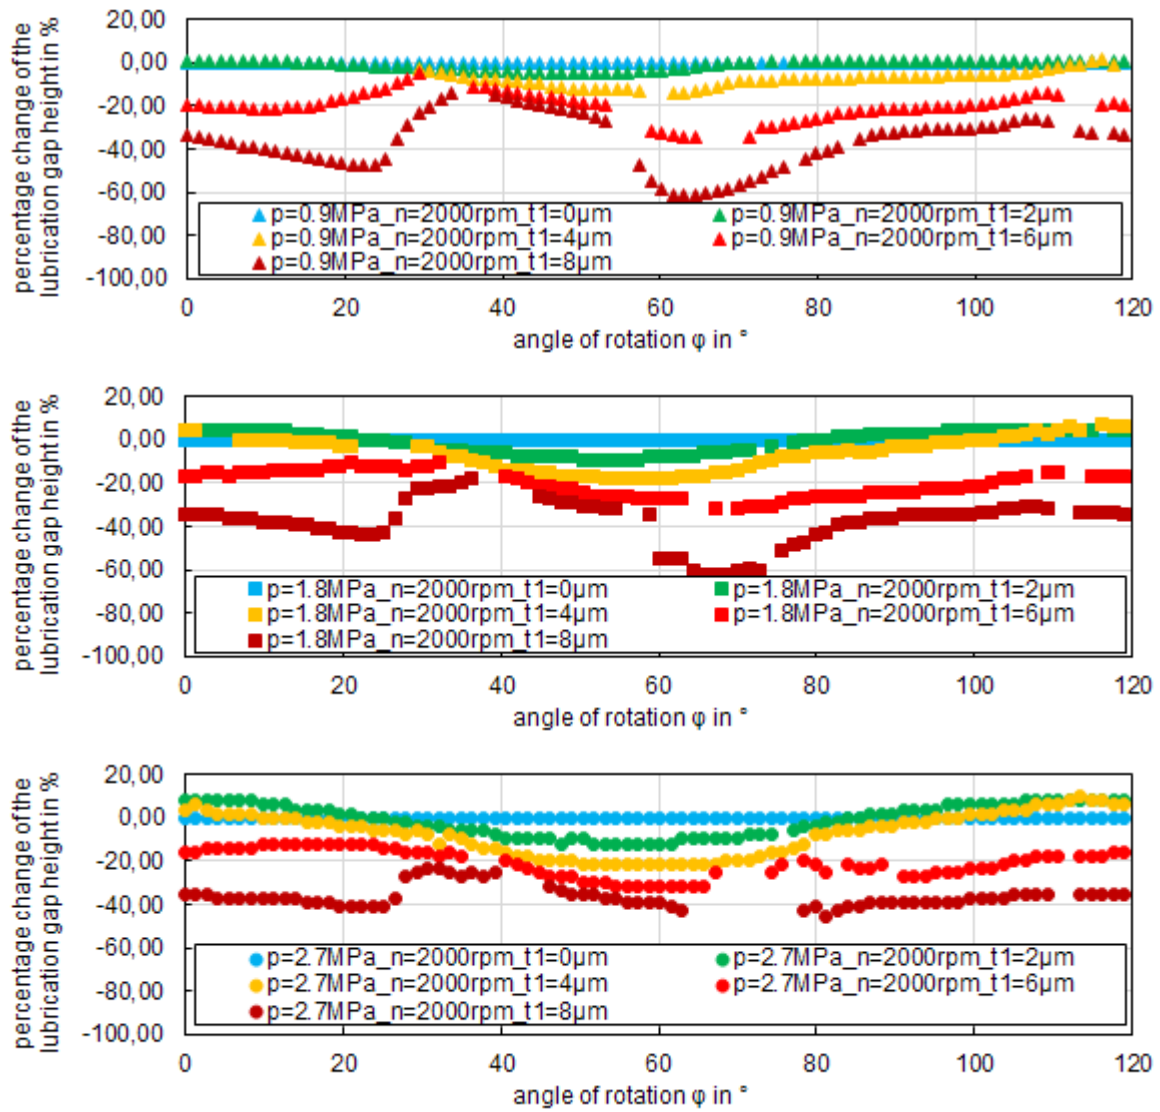 percentage change of the
lubrication gap height in %
20,00
0,00
-20,00
-40,00
-60,00
-80,00
-100,00
p=0.9MPa_n=2000rpm_t1=0µm
p=0.9MPa_n=2000rpm_t1=2µm
p=0.9MPa_n=2000rpm_t1=4µm
p=0.9MPa_n=2000rpm_t1=6µm
p=0.9MPa_n=2000rpm_t1=8µm
0 20 40 60 80 100 120
angle of rotation φ in °
percentage change of the
lubrication gap height in %
20,00
0,00
-20,00
-40,00
-60,00
-80,00
-100,00
p=1.8MPa_n=2000rpm_t1=0µm
p=1.8MPa_n=2000rpm_t1=2µm
p=1.8MPa_n=2000rpm_t1=4µm
p=1.8MPa_n=2000rpm_t1=6µm
p=1.8MPa_n=2000rpm_t1=8µm
0 20 40 60 80 100 120
angle of rotation φ in °
percentage change of the
lubrication gap height in %
20,00
0,00
-20,00
-40,00
-60,00
-80,00
-100,00
p=2.7MPa_n=2000rpm_t1=0µm
p=2.7MPa_n=2000rpm_t1=2µm
p=2.7MPa_n=2000rpm_t1=4µm
p=2.7MPa_n=2000rpm_t1=6µm
p=2.7MPa_n=2000rpm_t1=8µm
0 20 40 60 80 100 120
angle of rotation φ in °